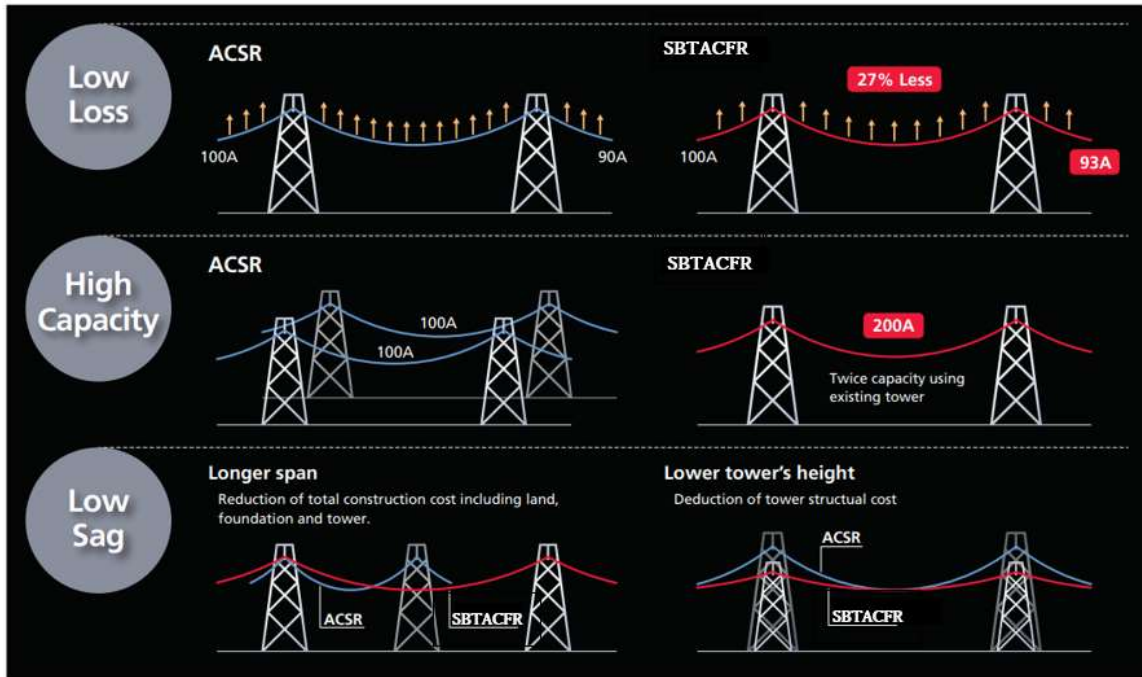 Low
Loss
ACSR
SBTACFR
27% Less
100A
90A
100A
93A
High
Capacity
ACSR
SBTACFR
100A
100A
200A
Twice capacity using
existing tower
Low
Sag
Longer span
Reduction of total construction cost including land,
foundation and tower.
ACSR
SBTACFR
Lower tower's height
Deduction of tower structual cost
ACSR
SBTACFR